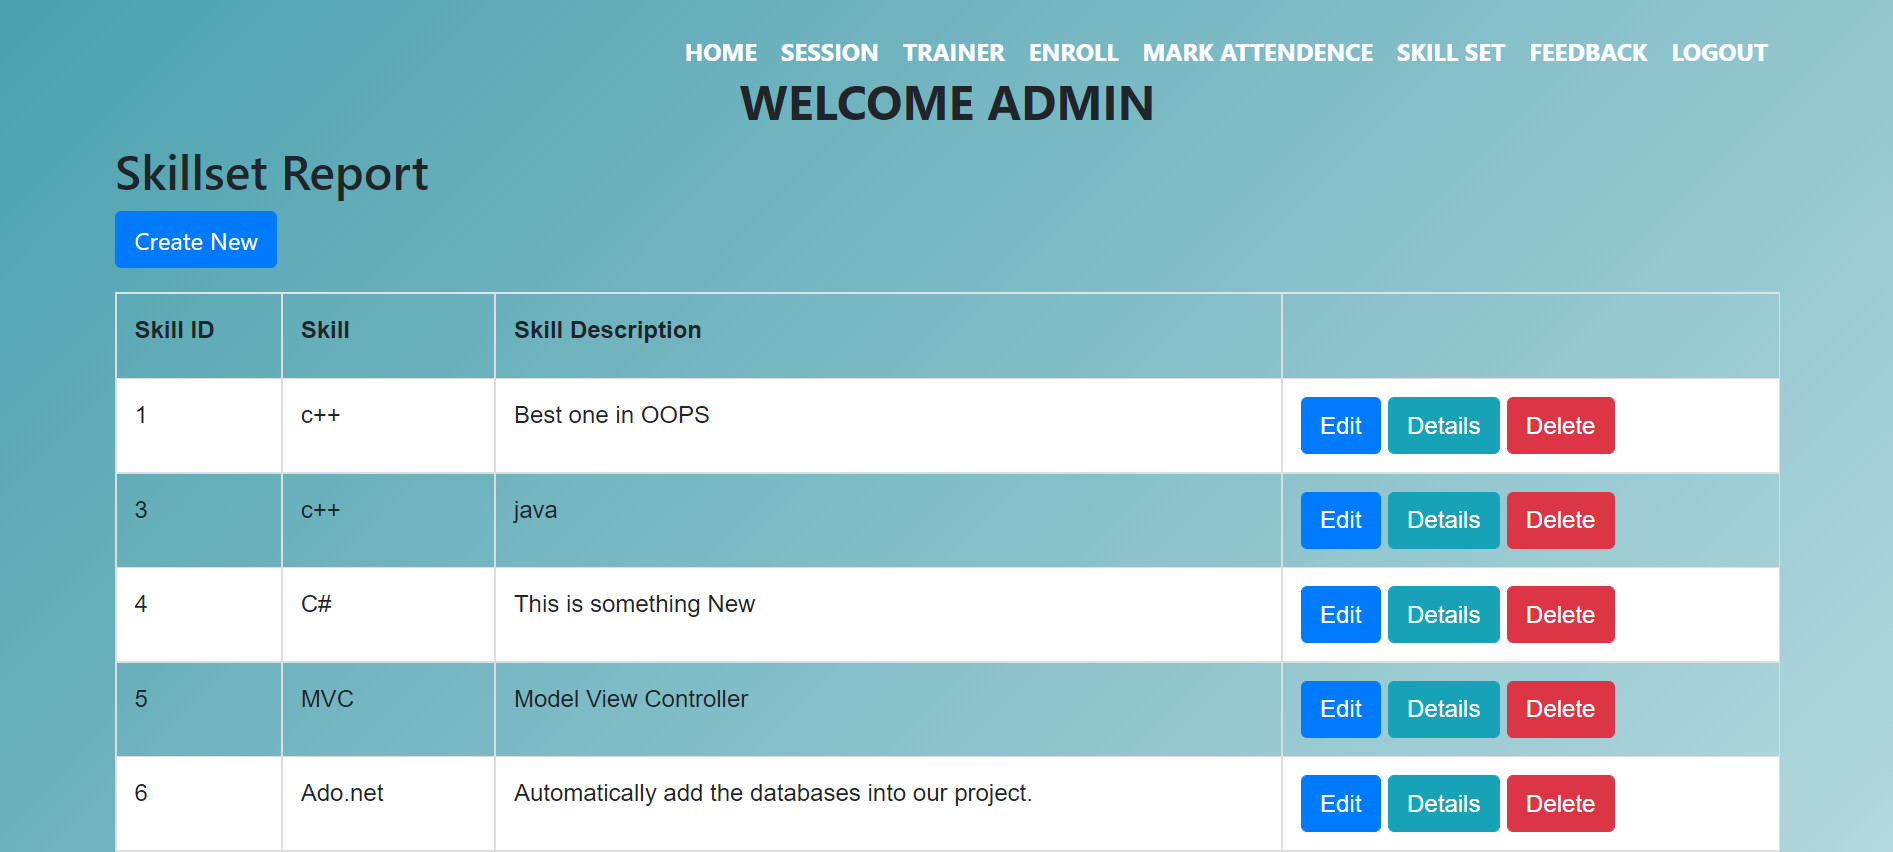 HOME SESSION TRAINER ENROLL MARK ATTENDENCE SKILL SET FEEDBACK LOGOUT
WELCOME ADMIN
Skillset Report
Create New
Skill ID Skill Skill Description
1 c++ Best one in OOPS Edit Details Delete
3 c++ java Edit Details Delete
4 C# This is something New Edit Details Delete
5 MVC Model View Controller Edit Details Delete
6 Ado.net Automatically add the databases into our project. Edit Details Delete